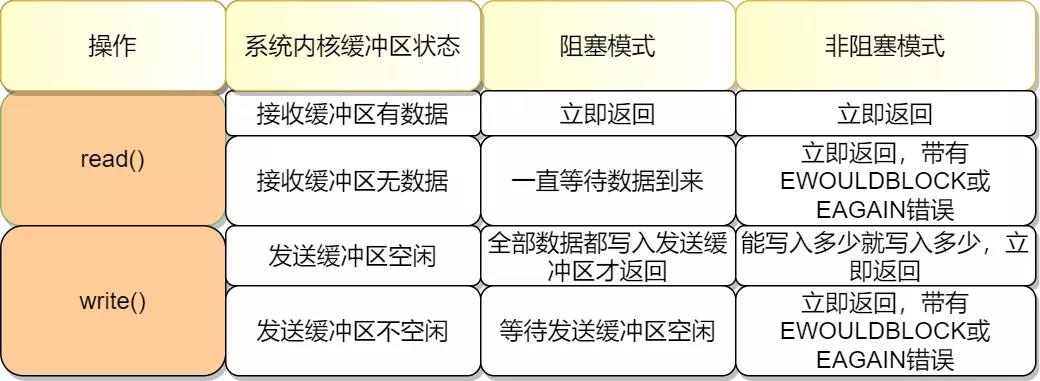 操作
系统内核缓冲区状态
阻塞模式
非阻塞模式
read()
接收缓冲区有数据
立即返回
立即返回
接收缓冲区无数据
一直等待数据到来
立即返回，带有
EWOULDBLOCK或
EAGAIN错误
write()
发送缓冲区空闲
全部数据都写入发送缓
冲区才返回
能写入多少就写入多少，立
即返回
发送缓冲区不空闲
等待发送缓冲区空闲
立即返回，带有
EWOULDBLOCK或
EAGAIN错误